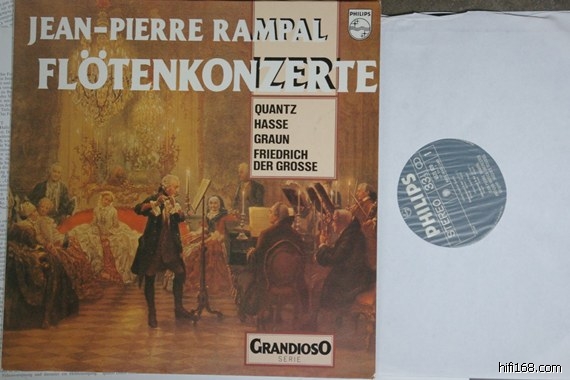 JEAN-PIERRE RAMPAL
PHILIPS
FLÖTENKONZERTE
QUANTZ
HASSE
GRAUN
FRIEDRICH
DER GROSSE
GRANDIOSO
SERIE
PHILIPS
STEREO
hifi168.com